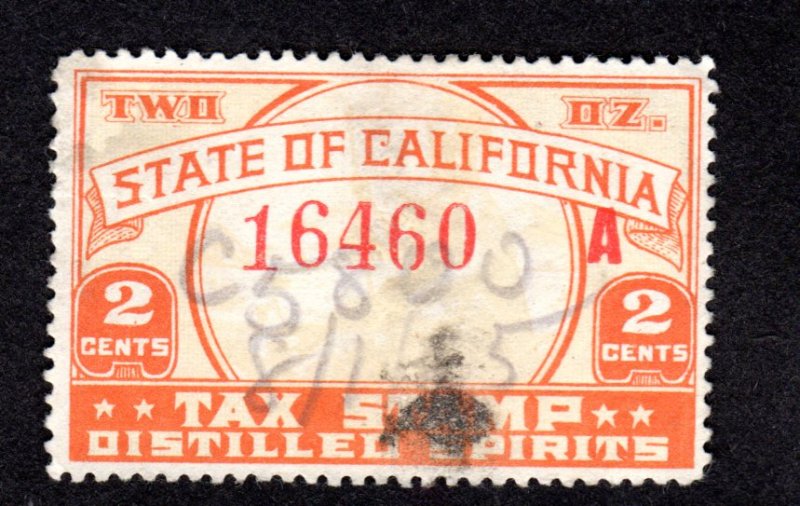 TWO OZ.
STATE OF CALIFORNIA
16460 A
2 CENTS 2 CENTS
TAX STAMP
DISTILLED SPIRITS